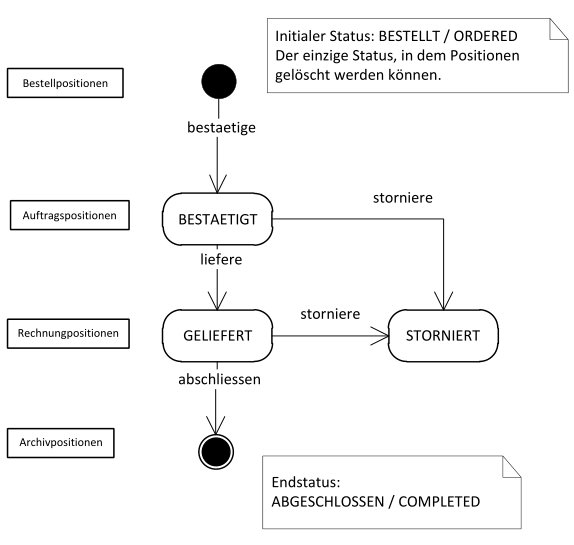 Initialer Status: BESTELLT / ORDERED
Der einzige Status, in dem Positionen
gelöscht werden können.
Bestellpositionen
bestaetige
Auftragspositionen
BESTAETIGT
storniere
liefere
Rechnungpositionen
GELIEFERT
storniere
STORNIERT
abschliessen
Archivpositionen
Endstatus:
ABGESCHLOSSEN / COMPLETED